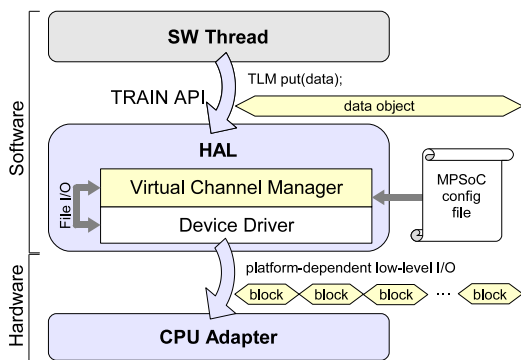 SW Thread
TLM put(data);
TRAIN API
data object
Software
HAL
Virtual Channel Manager
Device Driver
File I/O
MPSoC
config
file
platform-dependent low-level I/O
block block block ... block
Hardware
CPU Adapter